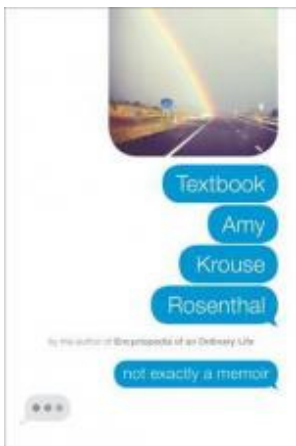 Textbook
Amy
Krouse
Rosenthal
by the author of Encyclopedia of an Ordinary Life
not exactly a memoir